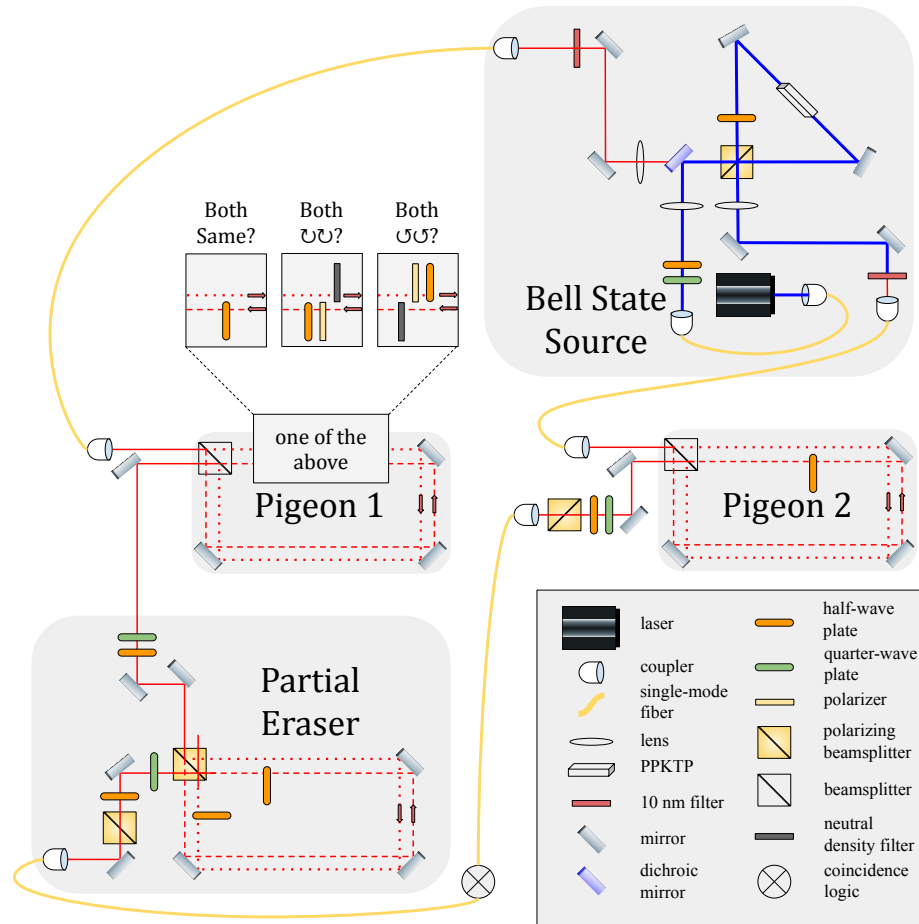 Both
Same?
Both
↻↻?
Both
↺↺?
Bell State
Source
one of the
above
Pigeon 1
Pigeon 2
Partial
Eraser
laser
coupler
single-mode
fiber
lens
PPKTP
10 nm filter
mirror
dichroic
mirror
half-wave
plate
quarter-wave
plate
polarizer
polarizing
beamsplitter
beamsplitter
neutral
density filter
coincidence
logic